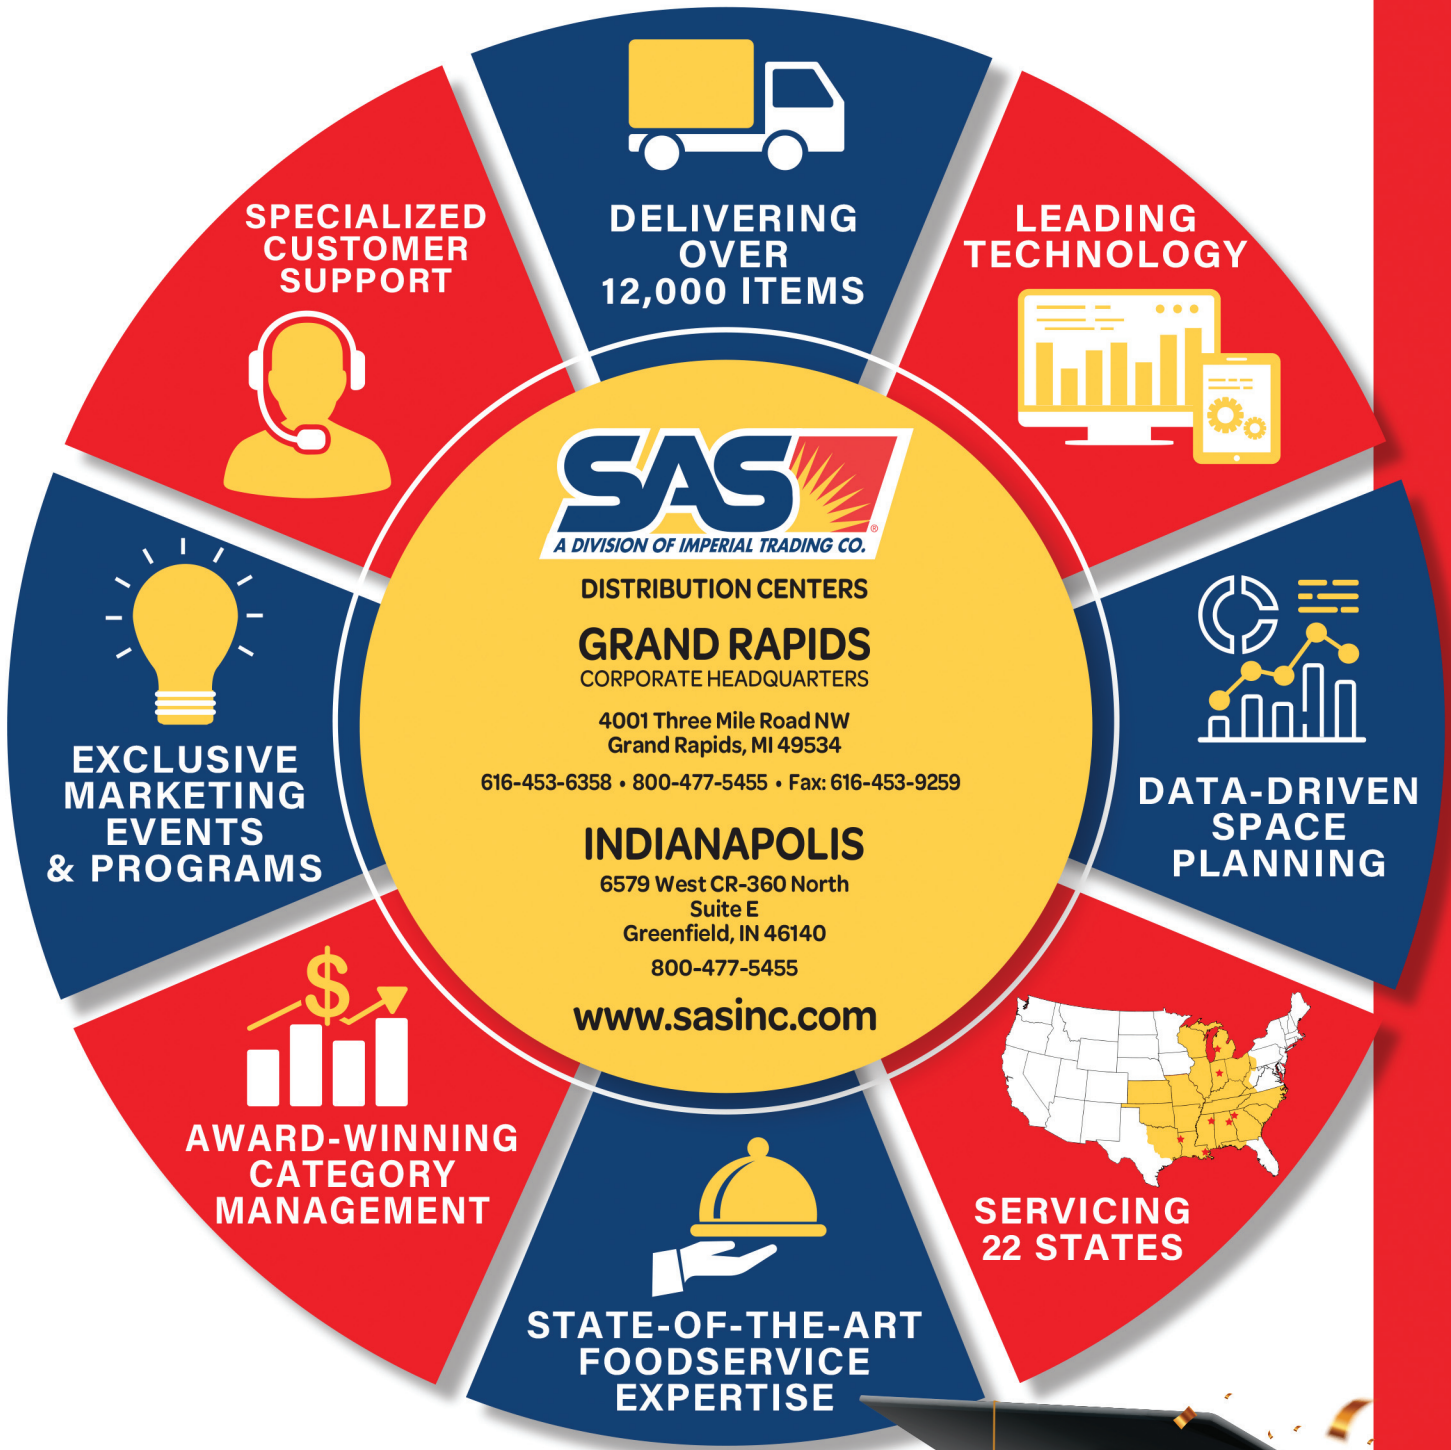 DELIVERING
OVER
12,000 ITEMS
LEADING
TECHNOLOGY
DATA-DRIVEN
SPACE
PLANNING
SERVICING
22 STATES
STATE-OF-THE-ART
FOODSERVICE
EXPERTISE
$
AWARD-WINNING
CATEGORY
MANAGEMENT
EXCLUSIVE
MARKETING
EVENTS
& PROGRAMS
SPECIALIZED
CUSTOMER
SUPPORT
SAS®
A DIVISION OF IMPERIAL TRADING CO.
DISTRIBUTION CENTERS
GRAND RAPIDS
CORPORATE HEADQUARTERS
4001 Three Mile Road NW
Grand Rapids, MI 49534
616-453-6358 • 800-477-5455 • Fax: 616-453-9259
INDIANAPOLIS
6579 West CR-360 North
Suite E
Greenfield, IN 46140
800-477-5455
www.sasinc.com